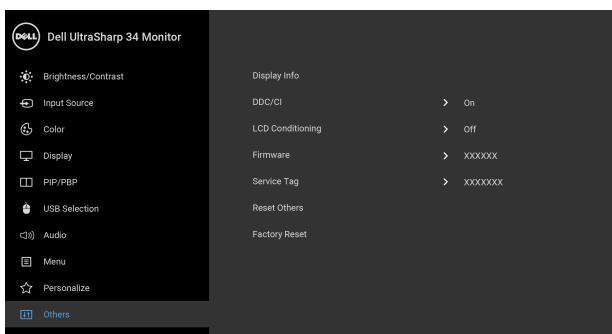 DELL Dell UltraSharp 34 Monitor
Brightness/Contrast
Input Source
Color
Display
PIP/PBP
USB Selection
Audio
Menu
Personalize
Others
Display Info
DDC/CI > On
LCD Conditioning > Off
Firmware > XXXXXX
Service Tag > XXXXXXX
Reset Others
Factory Reset